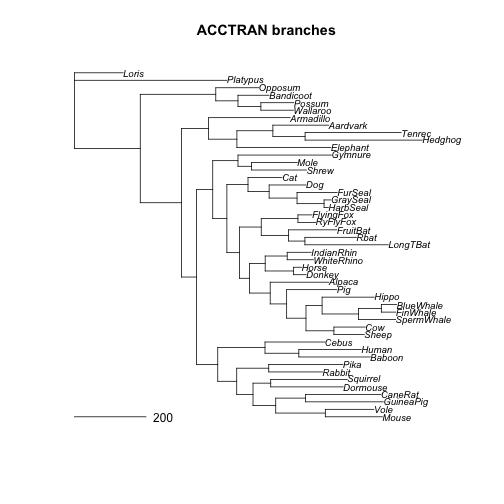 ACCTRAN branches
Loris
Platypus
Opposum
Bandicoot
Possum
Wallaroo
Armadillo
Aardvark
Tenrec
Hedghog
Elephant
Gymnure
Mole
Shrew
Cat
Dog
FurSeal
GraySeal
HarbSeal
FlyingFox
RyFlyFox
FruitBat
Rbat
LongTBat
IndianRhin
WhiteRhino
Horse
Donkey
Alpaca
Pig
Hippo
BlueWhale
FinWhale
SpermWhale
Cow
Sheep
Cebus
Human
Baboon
Pika
Rabbit
Squirrel
Dormouse
CaneRat
GuineaPig
Vole
Mouse
200